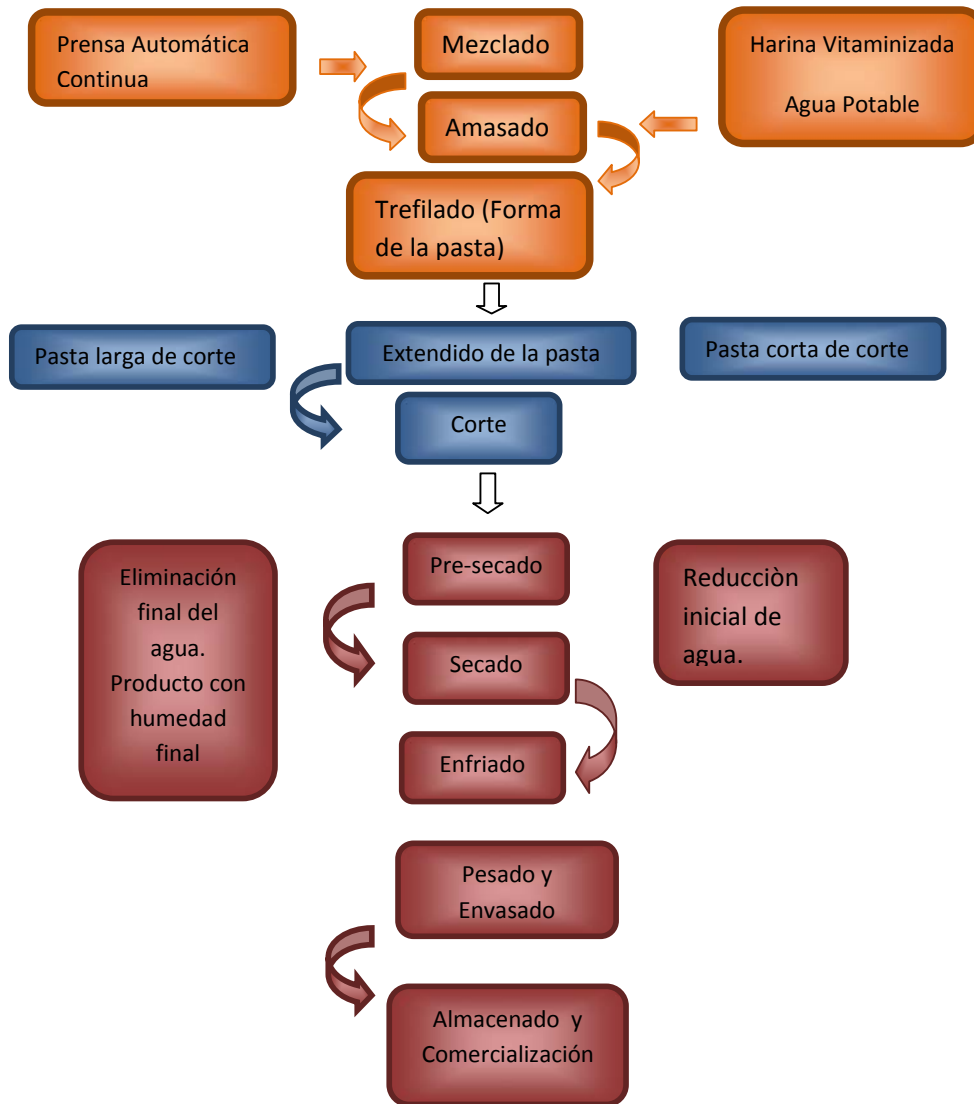 Prensa Automática
Continua
Mezclado
Harina Vitaminizada
Agua Potable
Amasado
Trefilado (Forma
de la pasta)
Pasta larga de corte
Extendido de la pasta
Pasta corta de corte
Corte
Eliminación
final del
agua.
Producto con
humedad
final
Pre-secado
Reducciòn
inicial de
agua.
Secado
Enfriado
Pesado y
Envasado
Almacenado y
Comercialización